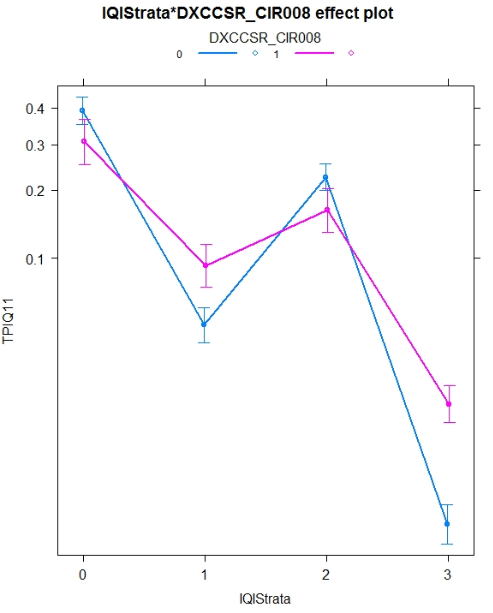 IQIStrata*DXCCSR_CIR008 effect plot
DXCCSR_CIR008
0 1
0.4
0.3
0.2
0.1
TPIQ11
0 1 2 3
IQIStrata